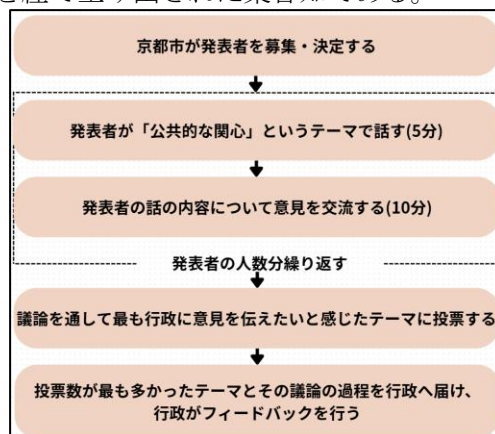 京都市が発表者を募集・決定する
発表者が「公共的な関心」というテーマで話す(5分)
発表者の話の内容について意見を交流する(10分)
発表者の人数分繰り返す
議論を通して最も行政に意見を伝えたいと感じたテーマに投票する
投票数が最も多かったテーマとその議論の過程を行政へ届け、
行政がフィードバックを行う